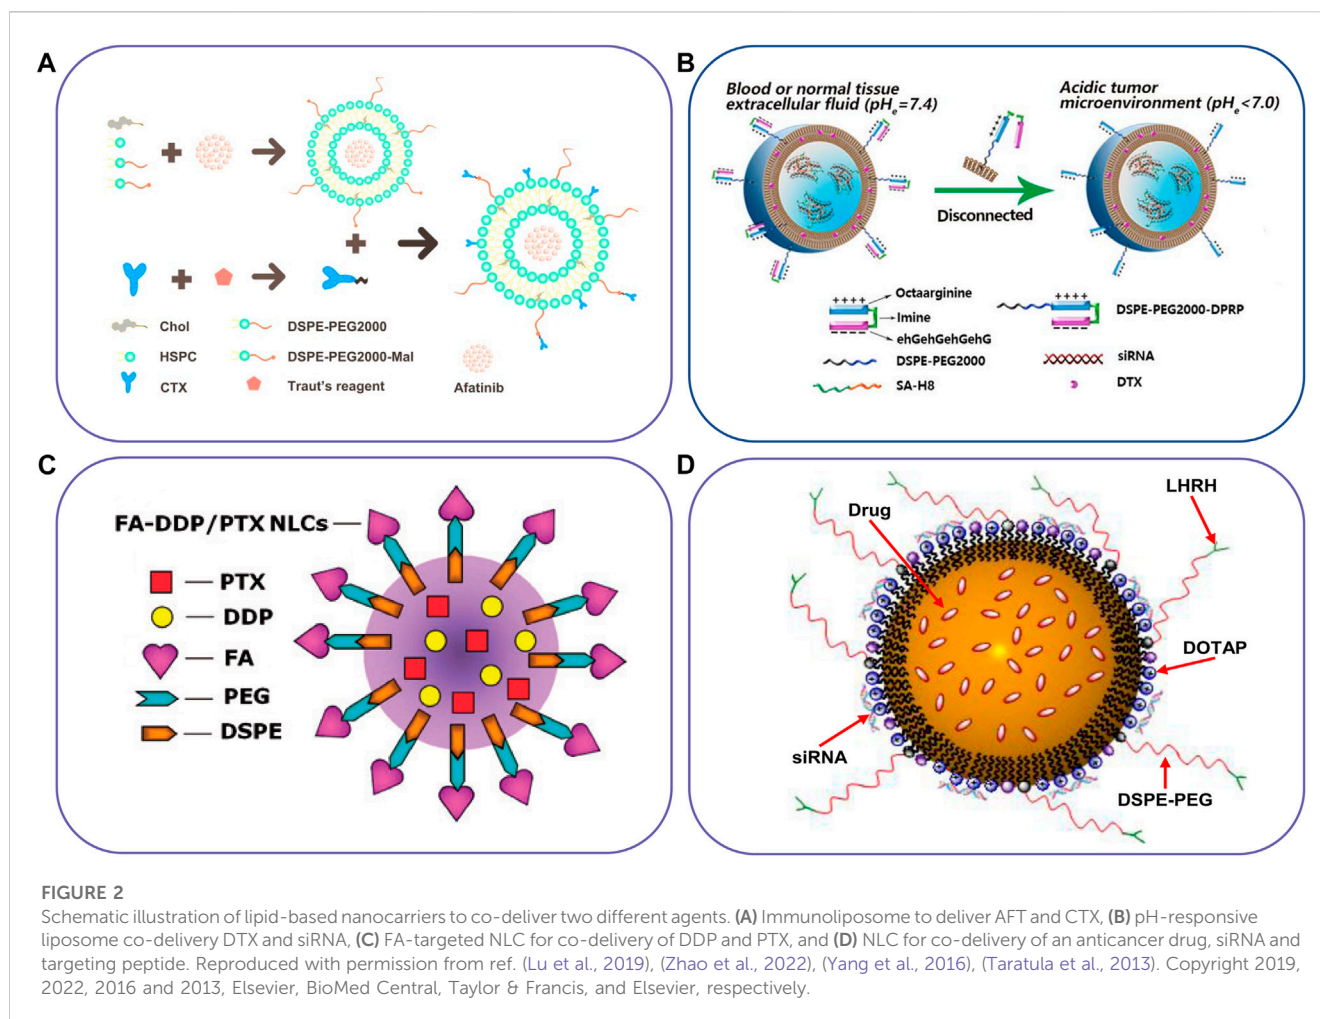 A
Chol
HSPC
CTX
DSPE-PEG2000
DSPE-PEG2000-Mal
Traut's reagent
Afatinib
B
Blood or normal tissue
extracellular fluid (pHe=7.4)
Acidic tumor
microenvironment (pHe<7.0)
Disconnected
++++
Octaarginine
Imine
ehGehGehGehG
DSPE-PEG2000
SA-H8
++++
DSPE-PEG2000-DPRP
siRNA
DTX
C
FA-DDP/PTX NLCs
PTX
DDP
FA
PEG
DSPE
D
Drug
LHRH
DOTAP
siRNA
DSPE-PEG
FIGURE 2
Schematic illustration of lipid-based nanocarriers to co-deliver two different agents. (A) Immunoliposome to deliver AFT and CTX, (B) pH-responsive
liposome co-delivery DTX and siRNA, (C) FA-targeted NLC for co-delivery of DDP and PTX, and (D) NLC for co-delivery of an anticancer drug, siRNA and
targeting peptide. Reproduced with permission from ref. (Lu et al., 2019), (Zhao et al., 2022), (Yang et al., 2016), (Taratula et al., 2013). Copyright 2019,
2022, 2016 and 2013, Elsevier, BioMed Central, Taylor & Francis, and Elsevier, respectively.